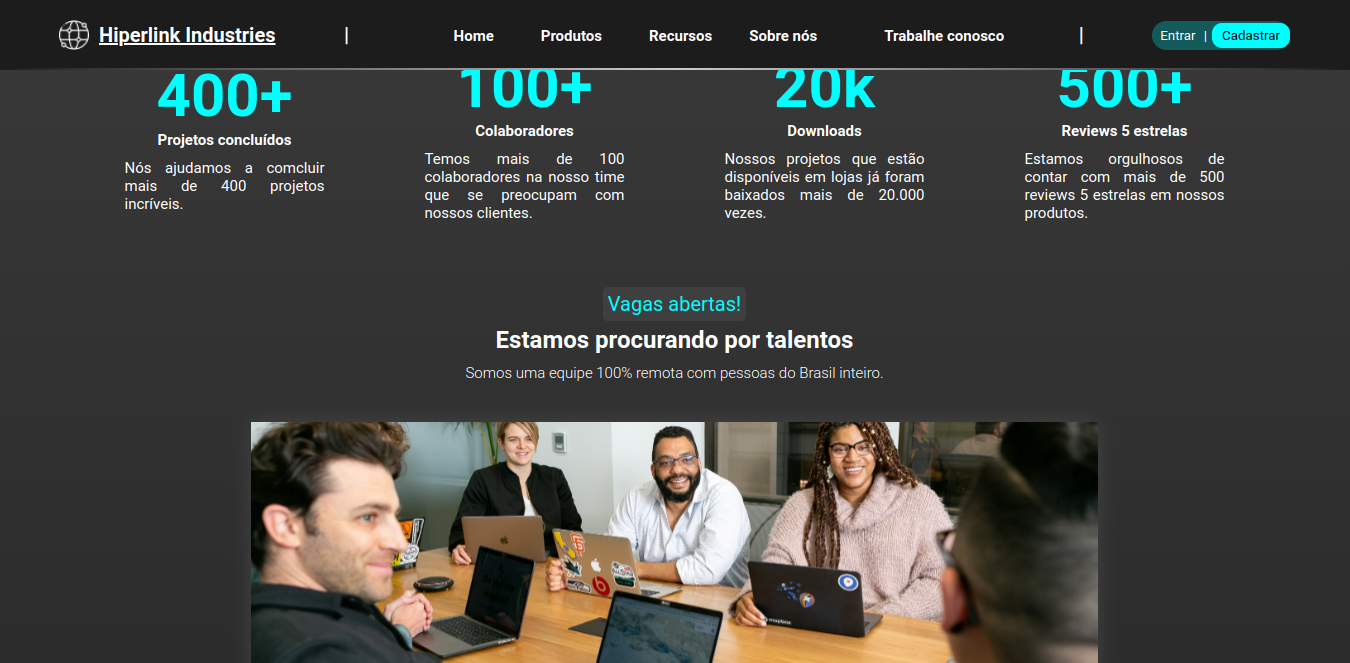 Hiperlink Industries | Home Produtos Recursos Sobre nós Trabalhe conosco | Entrar | Cadastrar
400+ 100+ 20k 500+
Projetos concluídos
Nós ajudamos a comcluir
mais de 400 projetos
incríveis.
Colaboradores
Temos mais de 100
colaboradores na nosso time
que se preocupam com
nossos clientes.
Downloads
Nossos projetos que estão
disponíveis em lojas já foram
baixados mais de 20.000
vezes.
Reviews 5 estrelas
Estamos orgulhosos de
contar com mais de 500
reviews 5 estrelas em nossos
produtos.
Vagas abertas!
Estamos procurando por talentos
Somos uma equipe 100% remota com pessoas do Brasil inteiro.
mapbox